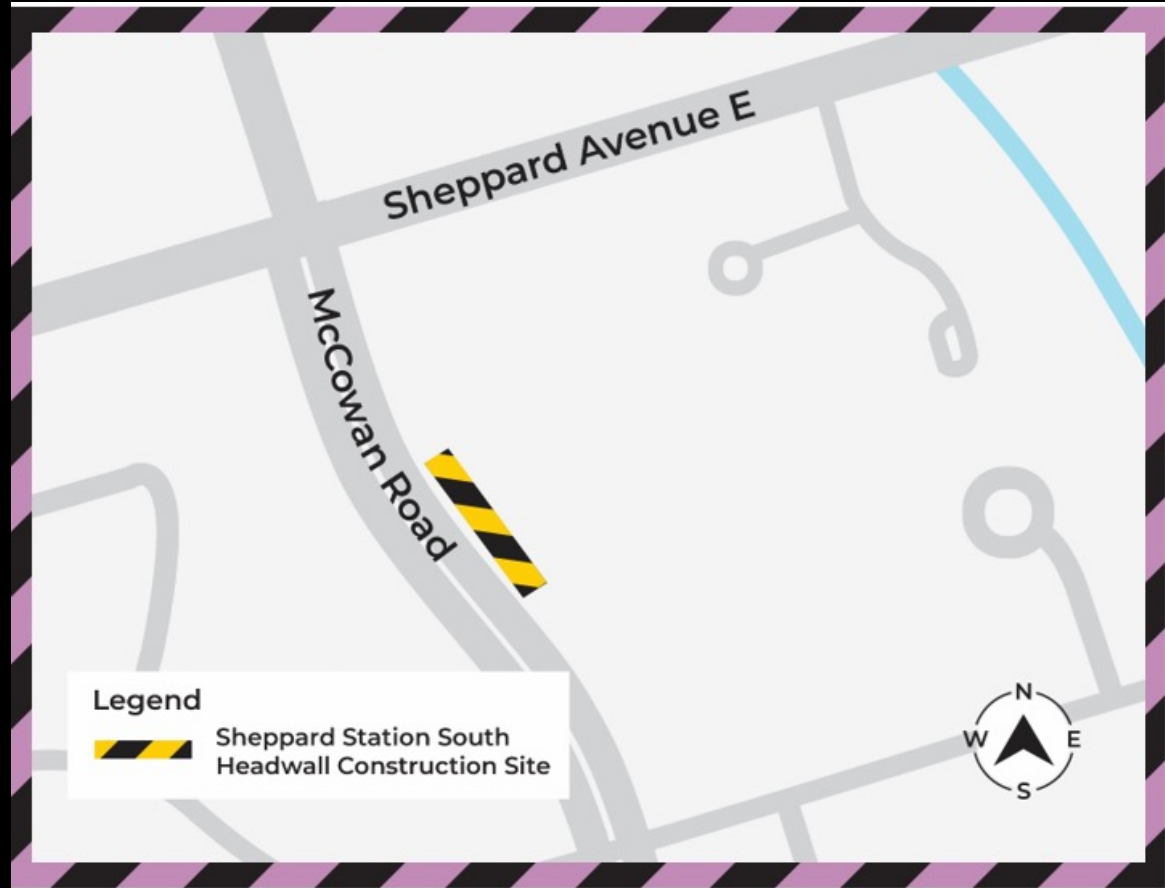 Sheppard Avenue E
McCowan Road
Legend
Sheppard Station South
Headwall Construction Site
N
W
E
S